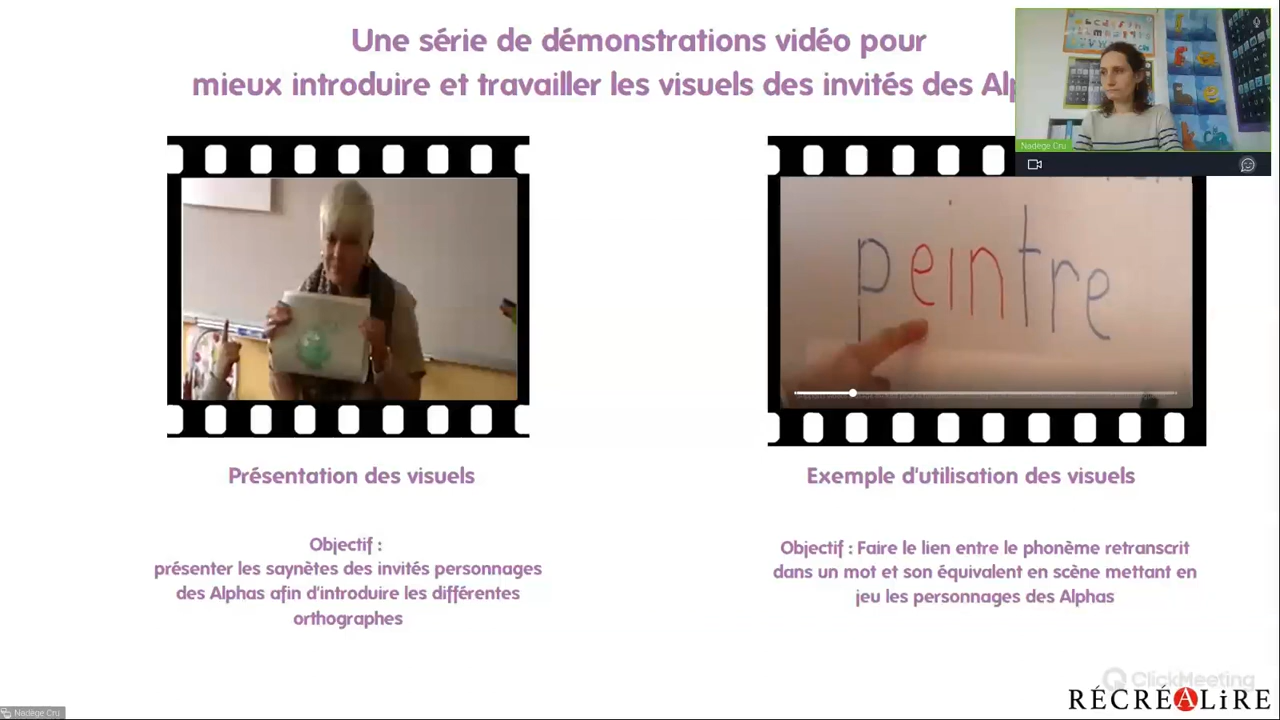 Une série de démonstrations vidéo pour
mieux introduire et travailler les visuels des invités des
Nadège Cru
peintre
Présentation des visuels
Exemple d'utilisation des visuels
Objectif :
présenter les saynètes des invités personnages
des Alphas afin d'introduire les différentes
orthographes
Objectif : Faire le lien entre le phonème retranscrit
dans un mot et son équivalent en scène mettant en
jeu les personnages des Alphas
ClickMeeting
RÉCRÉALiRE
Nadège Cru